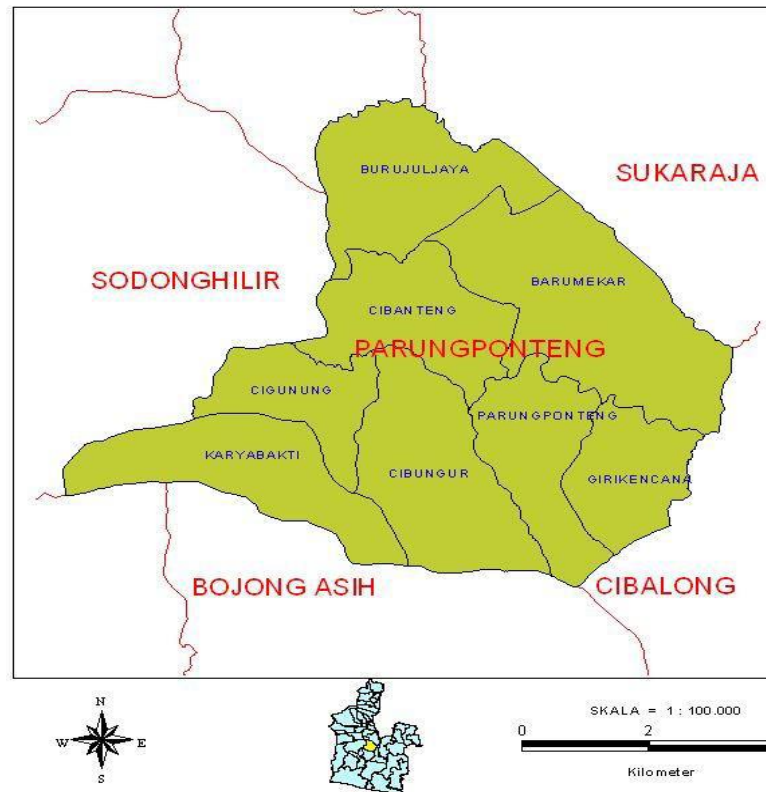 BURUJULJAYA
SUKARAJA
SODONGHILIR
BARUMEKAR
CIBANTENG
PARUNGPONTENG
CIGUNUNG
PARUNGPONTENG
KARYABAKTI
CIBUNGUR
GIRIKENCANA
BOJONG ASIH
CIBALONG
N
W E
S
SKALA = 1 : 100.000
0 2
Kilometer